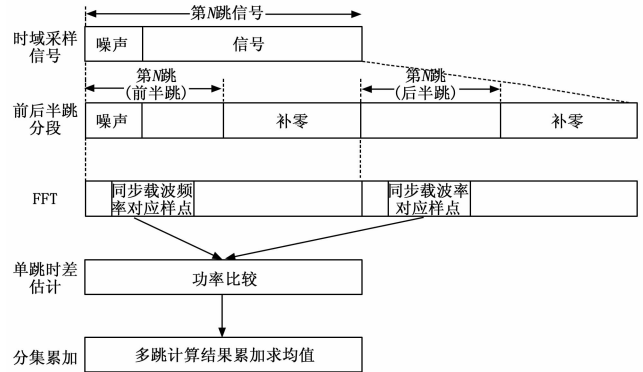 第N跳信号
时域采样
信号
噪声
信号
第N跳
(前半跳)
第N跳
(后半跳)
前后半跳
分段
噪声
补零
补零
FFT
同步载波频
率对应样点
同步载波率
对应样点
单跳时差
估计
功率比较
分集累加
多跳计算结果累加求均值